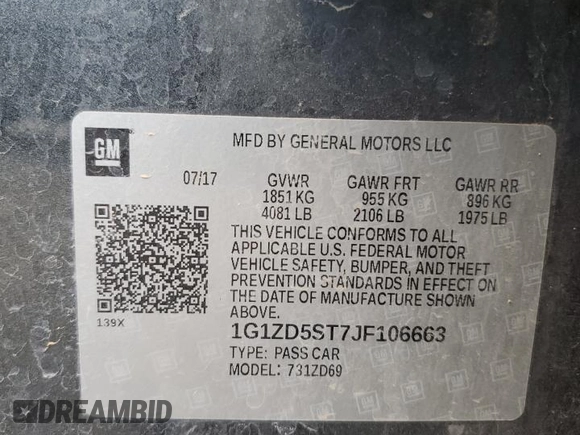 GM
MFD BY GENERAL MOTORS LLC
07/17 GVWR GAWR FRT GAWR RR
1851 KG 955 KG 896 KG
4081 LB 2106 LB 1975 LB
THIS VEHICLE CONFORMS TO ALL
APPLICABLE U.S. FEDERAL MOTOR
VEHICLE SAFETY, BUMPER, AND THEFT
PREVENTION STANDARDS IN EFFECT ON
THE DATE OF MANUFACTURE SHOWN
ABOVE.
139X
1G1ZD5ST7JF106663
TYPE: PASS CAR
MODEL: 731ZD69
DREAMBID